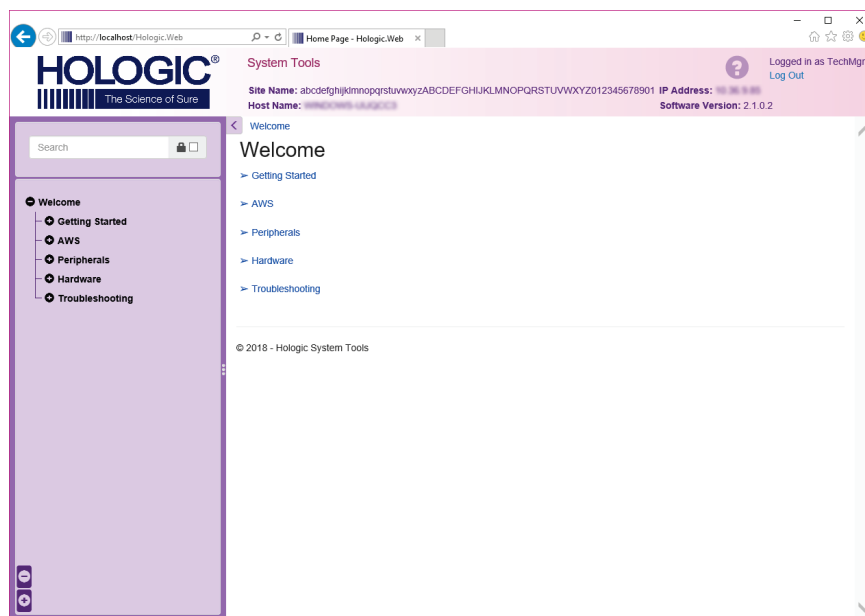 http://localhost/Hologic.Web
Home Page - Hologic.Web
HOLOGIC®
The Science of Sure
System Tools
Logged in as TechMgr
Log Out
Site Name: abcdefghijklmnopqrstuvwxyzABCDEFGHIJKLMNOPQRSTUVWXYZ012345678901 IP Address:
Host Name:
Software Version: 2.1.0.2
Search
Welcome
Getting Started
AWS
Peripherals
Hardware
Troubleshooting
Welcome
Welcome
➢ Getting Started
➢ AWS
➢ Peripherals
➢ Hardware
➢ Troubleshooting
© 2018 - Hologic System Tools